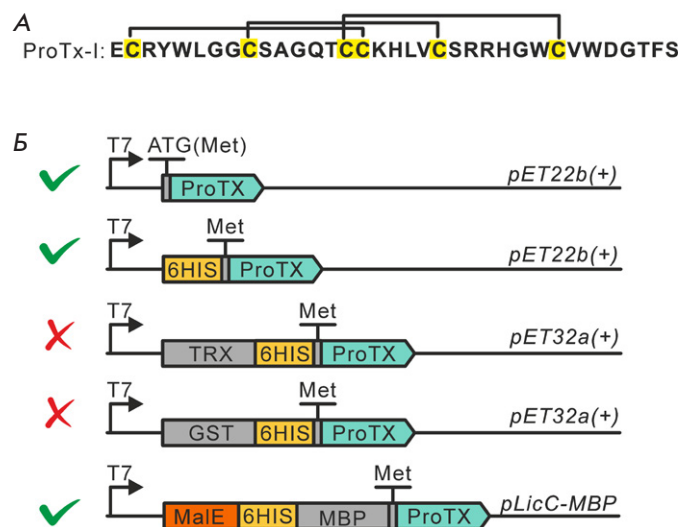 А
ProTx-I: ECRYWLGGCSAGQTCCKHLVCSRRHGWCVWDGTFS
Б
T7 ATG(Met)
ProTX pET22b(+)
T7 Met
6HIS ProTX pET22b(+)
T7 Met
TRX 6HIS ProTX pET32a(+)
T7 Met
GST 6HIS ProTX pET32a(+)
T7 Met
MalE 6HIS MBP ProTX pLicC-MBP